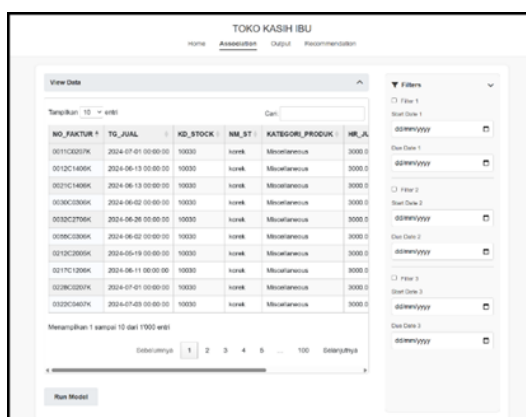 TOKO KASIH IBU
Home Association Output Recommendation
View Data
Tampilkan 10 entri
Cari:
NO_FAKTUR TG_JUAL KD_STOCK NM_ST KATEGORI_PRODUK HR_JU
0011C0207K 2024-07-01 00:00:00 10030 korek Miscellaneous 3000.0
0012C1406K 2024-06-13 00:00:00 10030 korek Miscellaneous 3000.0
0021C1406K 2024-06-13 00:00:00 10030 korek Miscellaneous 3000.0
0030C0306K 2024-06-02 00:00:00 10030 korek Miscellaneous 3000.0
0032C2706K 2024-06-26 00:00:00 10030 korek Miscellaneous 3000.0
2024-06-02 00:00:00 10030 korek Miscellaneous 3000.0
0212C2005K 2024-05-19 00:00:00 10030 korek Miscellaneous 3000.0
0217C1206K 2024-06-11 00:00:00 10030 korek Miscellaneous 3000.0
0228C0207K 2024-07-01 00:00:00 10030 korek Miscellaneous 3000.0
0322C0407K 2024-07-03 00:00:00 10030 korek Miscellaneous 3000.0
Menampilkan 1 sampai 10 dari 1'000 entri
Sebelumnya 1 2 3 4 5 ... 100 Selanjutnya
Run Model
Filters
Filter 1
Start Date 1
dd/mm/yyyy
Due Date 1
dd/mm/yyyy
Filter 2
Start Date 2
dd/mm/yyyy
Due Date 2
dd/mm/yyyy
Filter 3
Start Date 3
dd/mm/yyyy
Due Date 3
dd/mm/yyyy